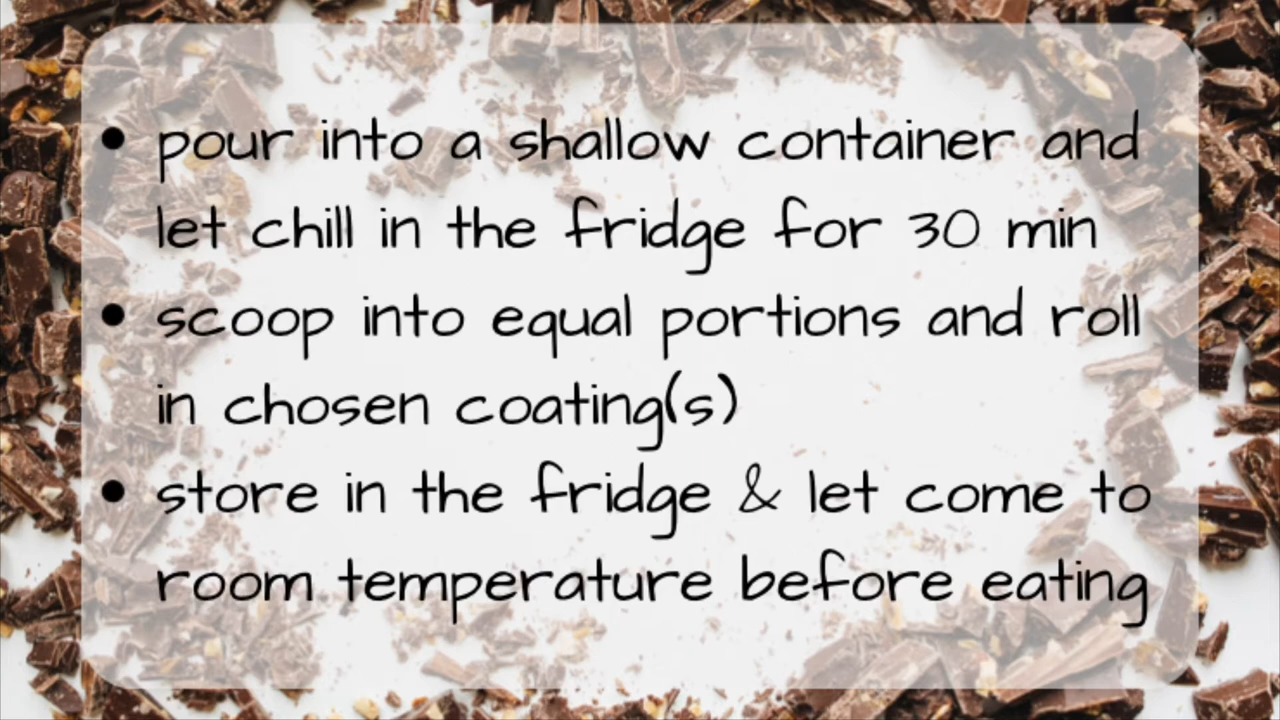 • pour into a shallow container and
let chill in the fridge for 30 min
• scoop into equal portions and roll
in chosen coating(s)
• store in the fridge & let come to
room temperature before eating